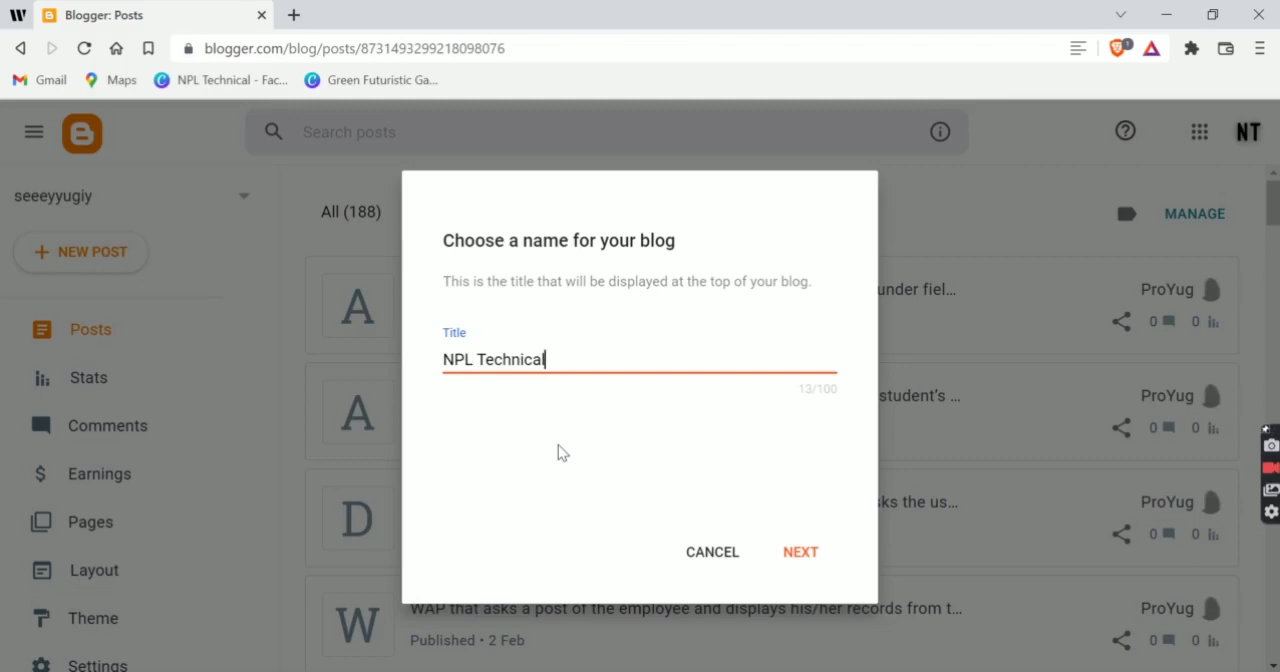 Blogger: Posts
blogger.com/blog/posts/8731493299218098076
1
Gmail Maps NPL Technical - Fac... Green Futuristic Ga...
Search posts
NT
seeeyyugiy
All (188)
MANAGE
NEW POST
Choose a name for your blog
This is the title that will be displayed at the top of your blog.
Title
NPL Technical
13/100
CANCEL NEXT
Posts
Stats
Comments
Earnings
Pages
Layout
Theme
Settings
A
under fiel...
ProYug
0 0
A
student's ...
ProYug
0 0
D
sks the us...
ProYug
0 0
W
WAP that asks a post of the employee and displays his/her records from t...
Published • 2 Feb
ProYug
0 0